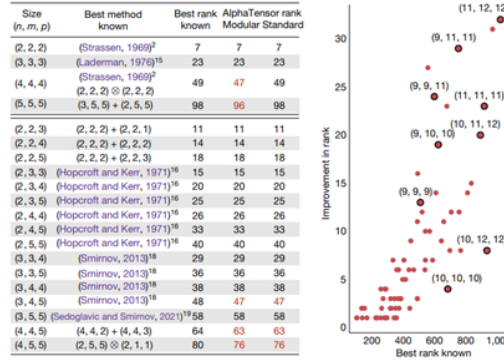 Size
(n, m, p)
Best method
known
Best rank
known
AlphaTensor rank
Modular Standard
(2, 2, 2) (Strassen, 1969)2 7 7 7
(3, 3, 3) (Laderman, 1976)15 23 23 23
(4, 4, 4) (Strassen, 1969)2 49 47 49
(2, 2, 2) ⊗ (2, 2, 2)
(5, 5, 5) (3, 5, 5) + (2, 5, 5) 98 96 98
(2, 2, 3) (2, 2, 2) + (2, 2, 1) 11 11 11
(2, 2, 4) (2, 2, 2) + (2, 2, 2) 14 14 14
(2, 2, 5) (2, 2, 2) + (2, 2, 3) 18 18 18
(2, 3, 3) (Hopcroft and Kerr, 1971)16 15 15 15
(2, 3, 4) (Hopcroft and Kerr, 1971)16 20 20 20
(2, 3, 5) (Hopcroft and Kerr, 1971)16 25 25 25
(2, 4, 4) (Hopcroft and Kerr, 1971)16 26 26 26
(2, 4, 5) (Hopcroft and Kerr, 1971)16 33 33 33
(2, 5, 5) (Hopcroft and Kerr, 1971)16 40 40 40
(3, 3, 4) (Smirnov, 2013)18 29 29 29
(3, 3, 5) (Smirnov, 2013)18 36 36 36
(3, 4, 4) (Smirnov, 2013)18 38 38 38
(3, 4, 5) (Smirnov, 2013)18 48 47 47
(3, 5, 5) (Sedoglavic and Smirnov, 2021)19 58 58 58
(4, 4, 5) (4, 4, 2) + (4, 4, 3) 64 63 63
(4, 5, 5) (2, 5, 5) ⊗ (2, 1, 1) 80 76 76
Improvement in rank
30
25
20
15
10
5
0
(11, 12, 12)
(9, 11, 11)
(9, 9, 11)
(11, 11, 11)
(10, 11, 12)
(9, 10, 10)
(9, 9, 9)
(10, 12, 12
(10, 10, 10)
200 400 600 800 1,0
Best rank known